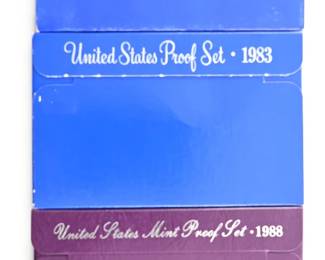 United States Proof Set · 1983
United States Mint Proof Set · 1988